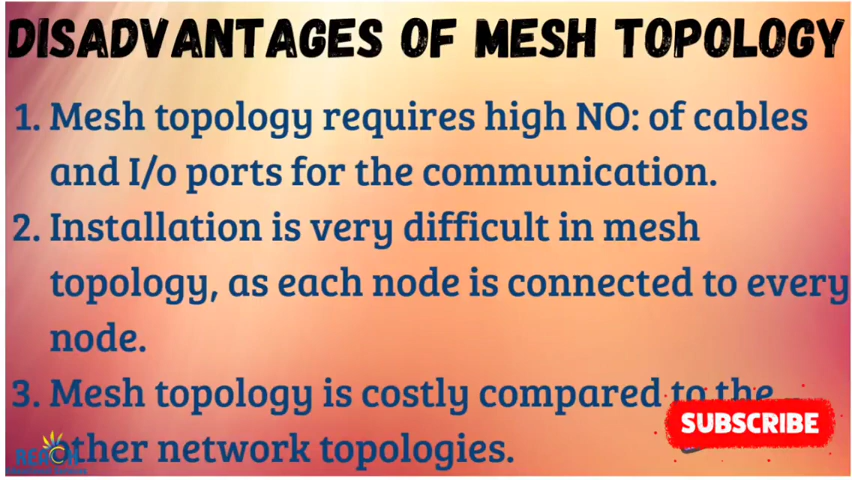 DISADVANTAGES OF MESH TOPOLOGY
1. Mesh topology requires high NO: of cables
and I/o ports for the communication.
2. Installation is very difficult in mesh
topology, as each node is connected to every
node.
3. Mesh topology is costly compared to the
other network topologies.
SUBSCRIBE
REACH